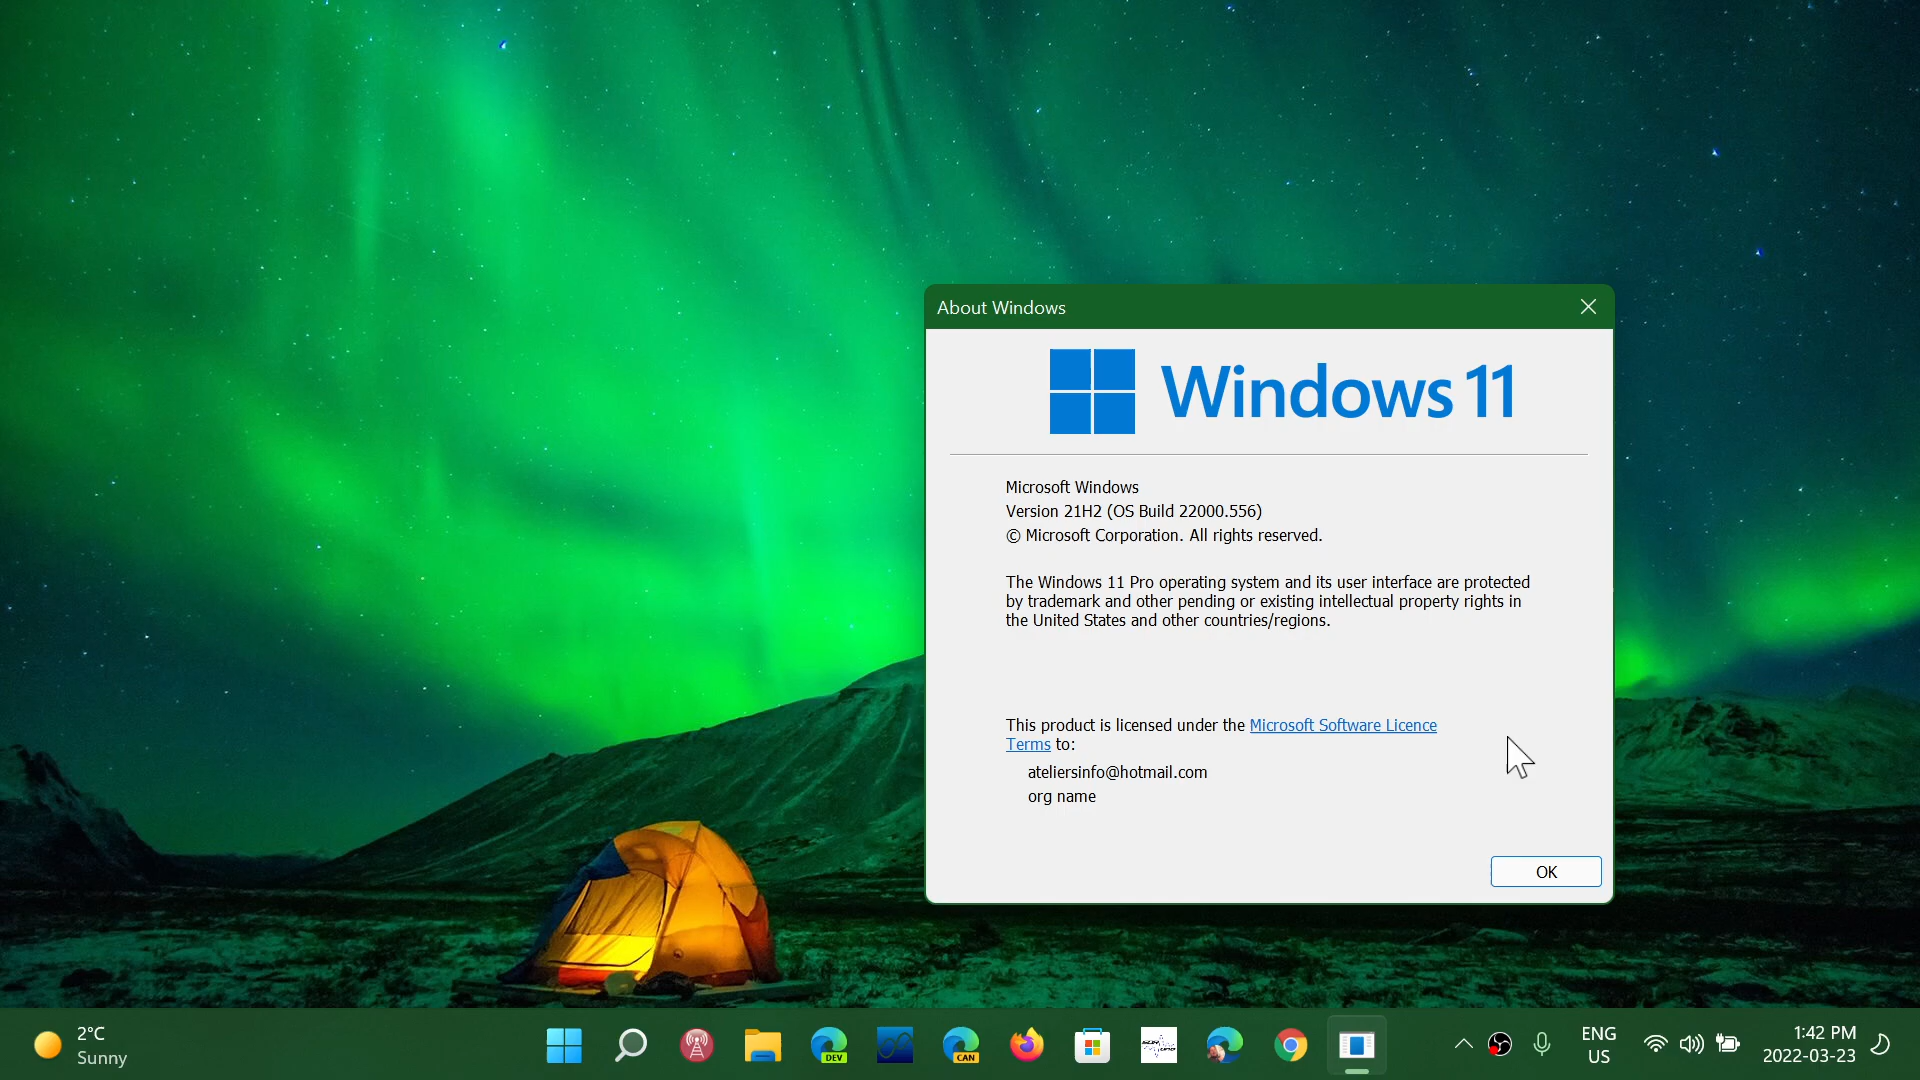 About Windows
Windows 11
Microsoft Windows
Version 21H2 (OS Build 22000.556)
© Microsoft Corporation. All rights reserved.
The Windows 11 Pro operating system and its user interface are protected
by trademark and other pending or existing intellectual property rights in
the United States and other countries/regions.
This product is licensed under the Microsoft Software Licence
Terms to:
ateliersinfo@hotmail.com
org name
OK
2°C
Sunny
DEV
CAN
ENG
US
1:42 PM
2022-03-23